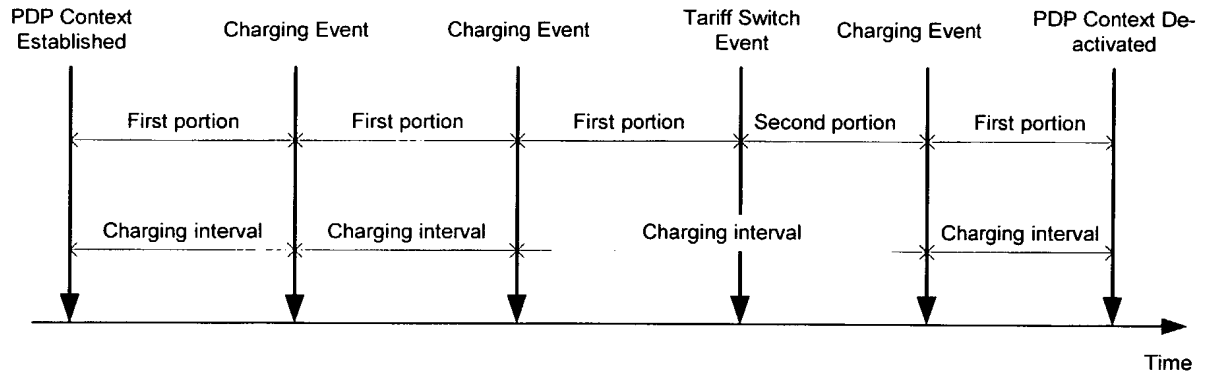 PDP Context
Established
Charging Event
Charging Event
Tariff Switch
Event
Charging Event
PDP Context De-
activated
First portion
First portion
First portion
Second portion
First portion
Charging interval
Charging interval
Charging interval
Charging interval
Time